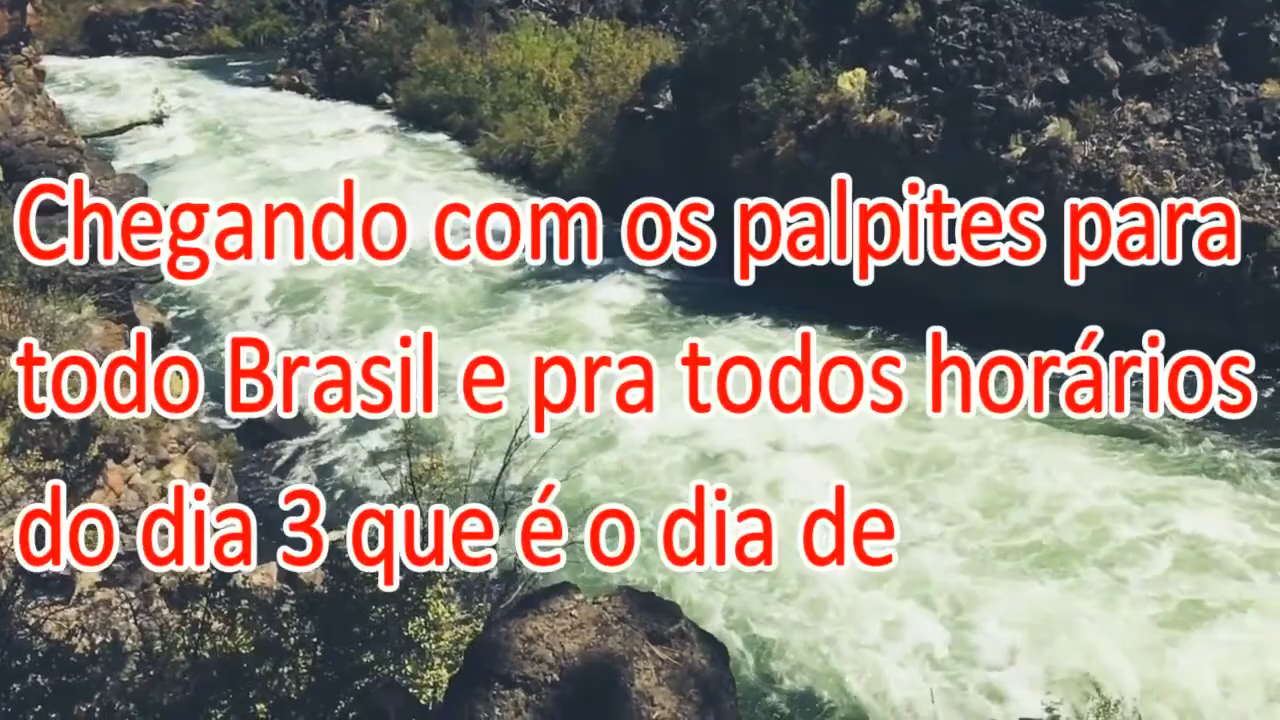 Chegando com os palpites para
todo Brasil e pra todos horários
do dia 3 que é o dia de